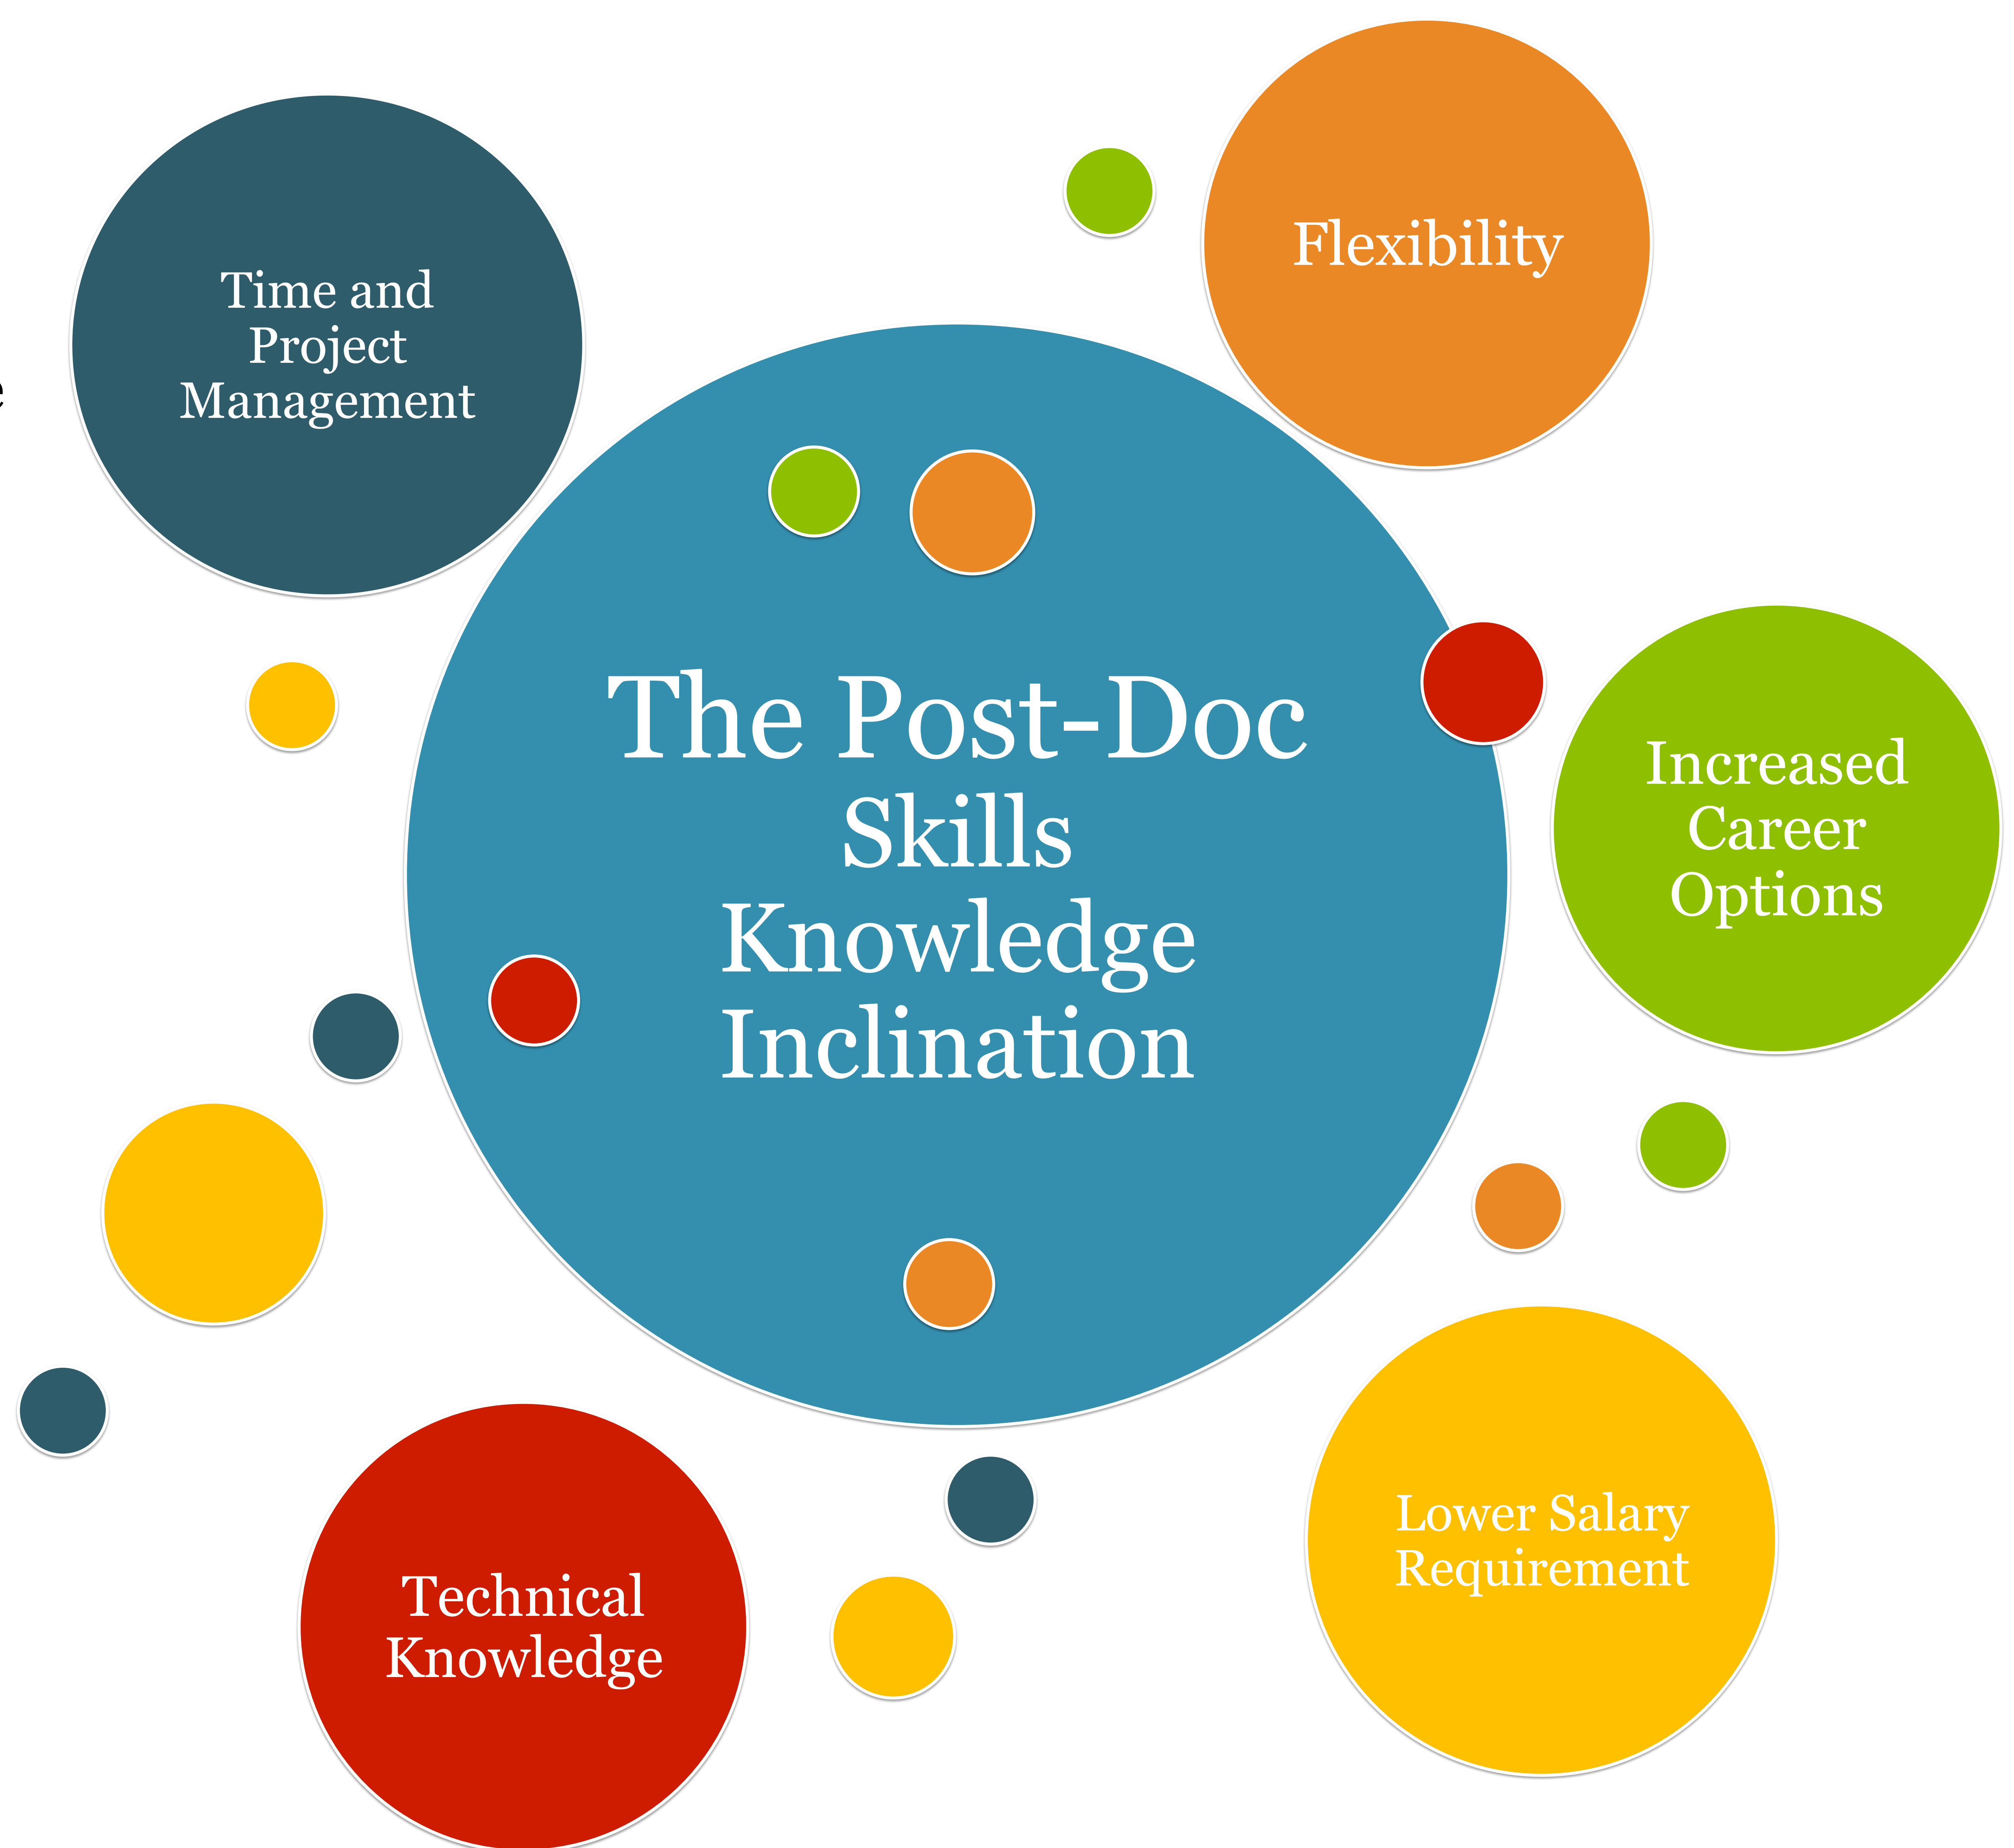 Flexibility
Time and
Project
Management
The Post-Doc
Skills
Knowledge
Inclination
Increased
Career
Options
Lower Salary
Requirement
Technical
Knowledge